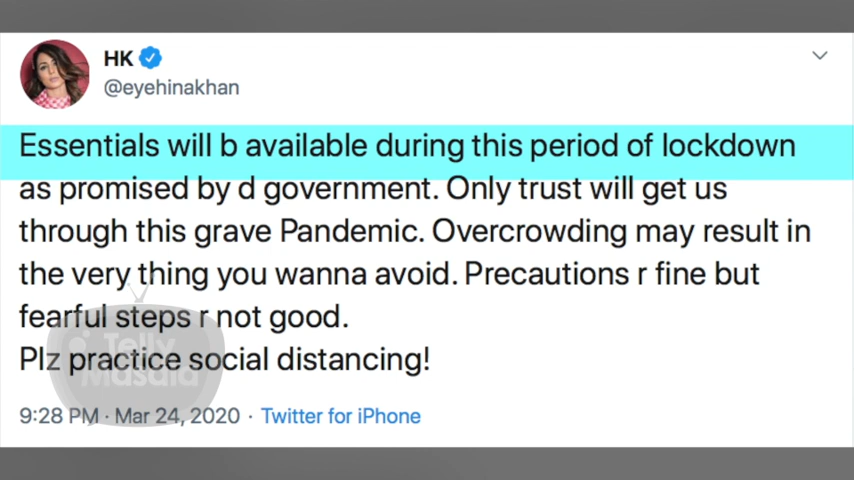 HK
@eyehinakhan
Essentials will b available during this period of lockdown
as promised by d government. Only trust will get us
through this grave Pandemic. Overcrowding may result in
the very thing you wanna avoid. Precautions r fine but
fearful steps r not good.
Plz practice social distancing!
Telly
Masala
9:28 PM · Mar 24, 2020 · Twitter for iPhone